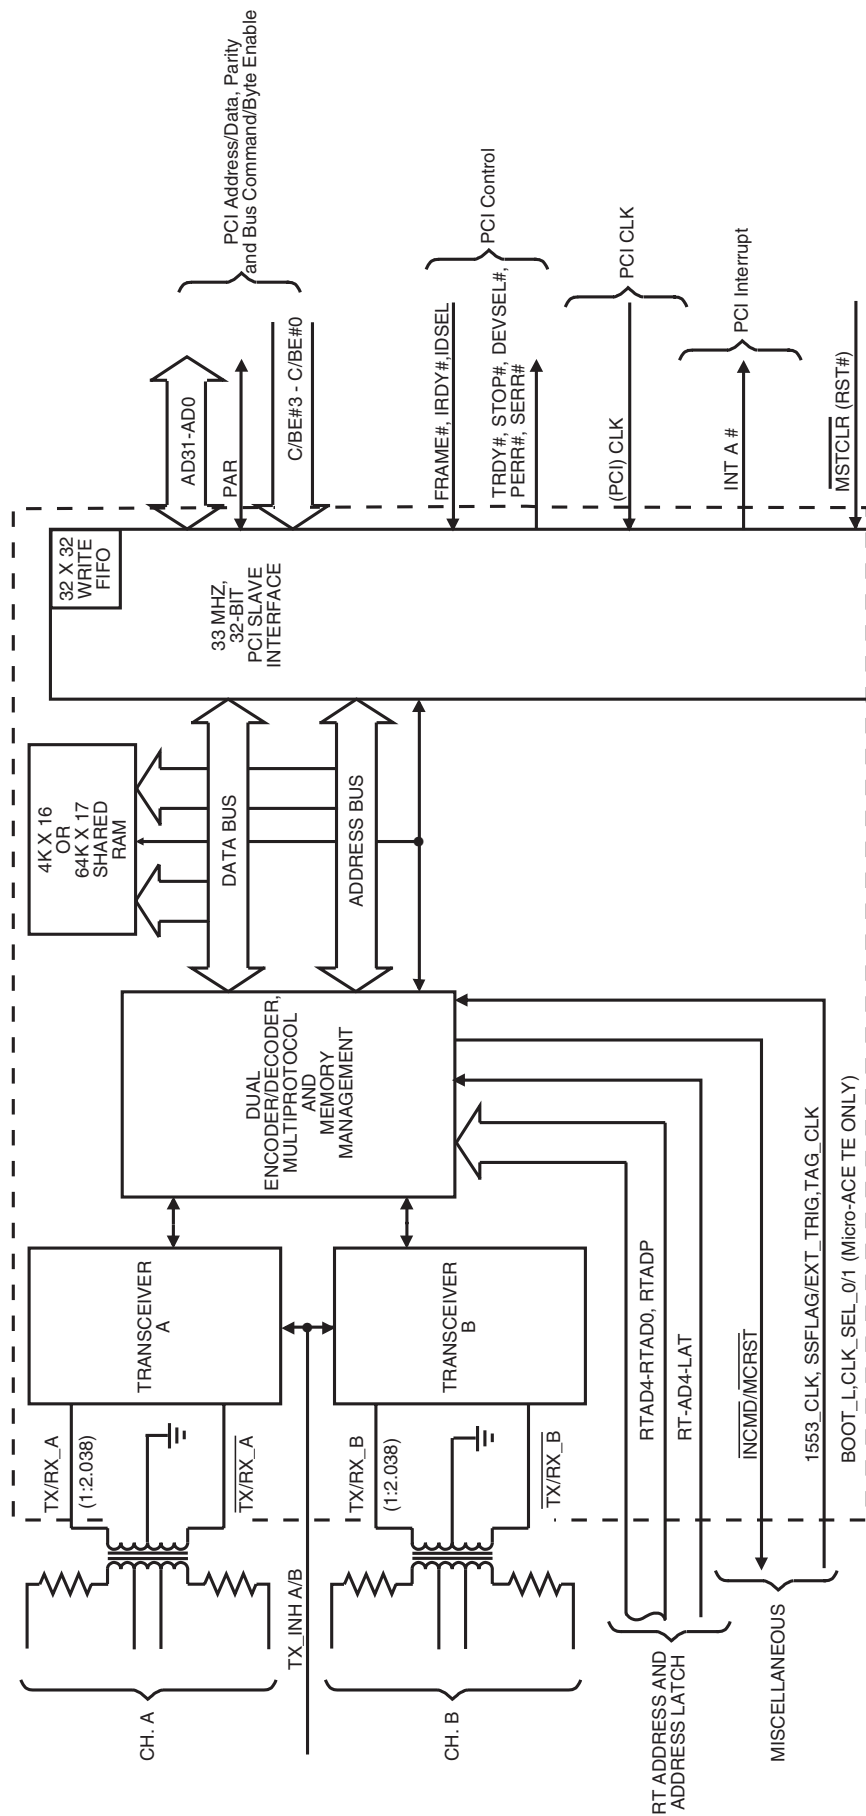 CH. A
TX/RX_A
(1:2.038)
TX/RX_A
TRANSCEIVER
A
TX_INH A/B
CH. B
TX/RX_B
(1:2.038)
TX/RX_B
TRANSCEIVER
B
DUAL
ENCODER/DECODER,
MULTIPROTOCOL
AND
MEMORY
MANAGEMENT
4K X 16
OR
64K X 17
SHARED
RAM
DATA BUS
ADDRESS BUS
32 X 32
WRITE
FIFO
33 MHZ,
32-BIT
PCI SLAVE
INTERFACE
AD31-AD0
PAR
C/BE#3 - C/BE#0
PCI Address/Data, Parity
and Bus Command/Byte Enable
FRAME#, IRDY#,IDSEL
TRDY#, STOP#, DEVSEL#,
PERR#, SERR#
PCI Control
(PCI) CLK
PCI CLK
INT A #
PCI Interrupt
MSTCLR (RST#)
RT ADDRESS AND
ADDRESS LATCH
RTAD4-RTAD0, RTADP
RT-AD4-LAT
MISCELLANEOUS
INCMD/MCRST
1553_CLK, SSFLAG/EXT_TRIG,TAG_CLK
BOOT_L,CLK_SEL_0/1 (Micro-ACE TE ONLY)